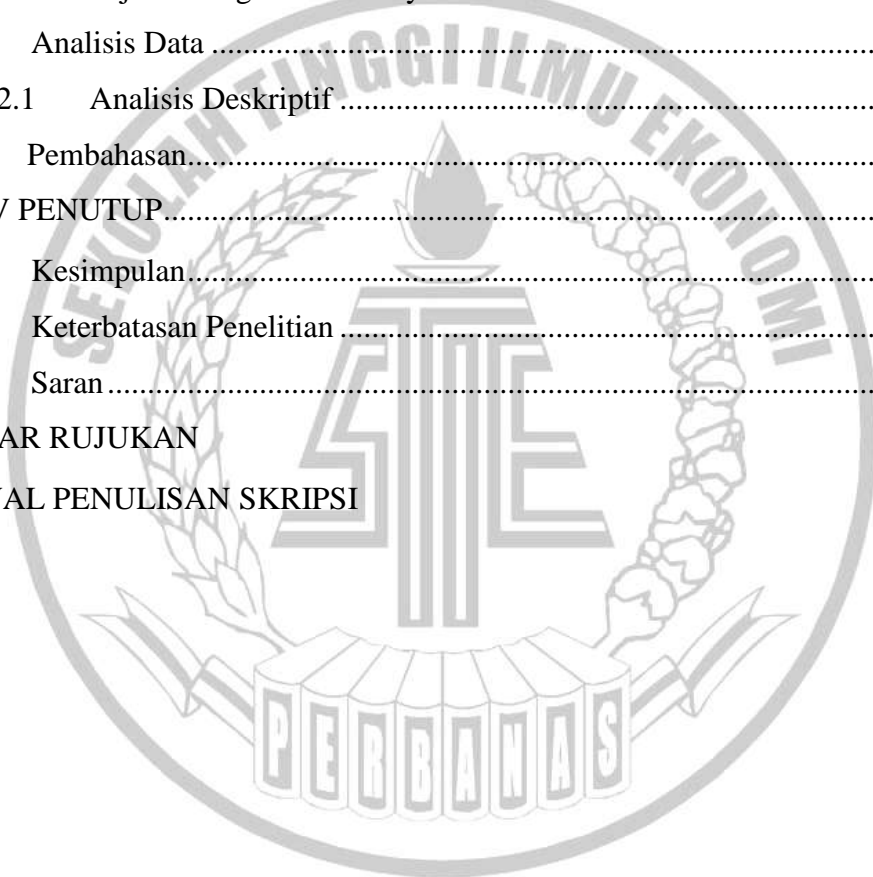 Analisis Data ....................................................................................
2.1 Analisis Deskriptif ....................................................................
Pembahasan.......................................................................................
V PENUTUP..........................................................................................
Kesimpulan.......................................................................................
Keterbatasan Penelitian ...................................................................
Saran ................................................................................................
AR RUJUKAN
AL PENULISAN SKRIPSI
SEKOLAH TINGGI ILMU EKONOMI
STIE
PERBANAS